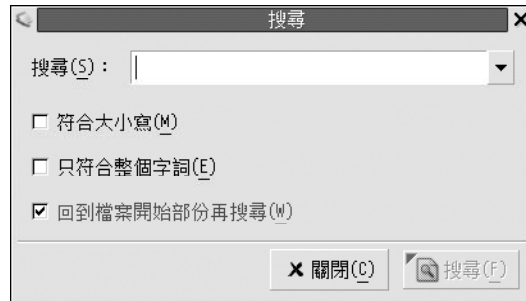 搜尋
搜尋(S)：
符合大小寫(M)
只符合整個字詞(E)
回到檔案開始部份再搜尋(W)
關閉(C) 搜尋(F)